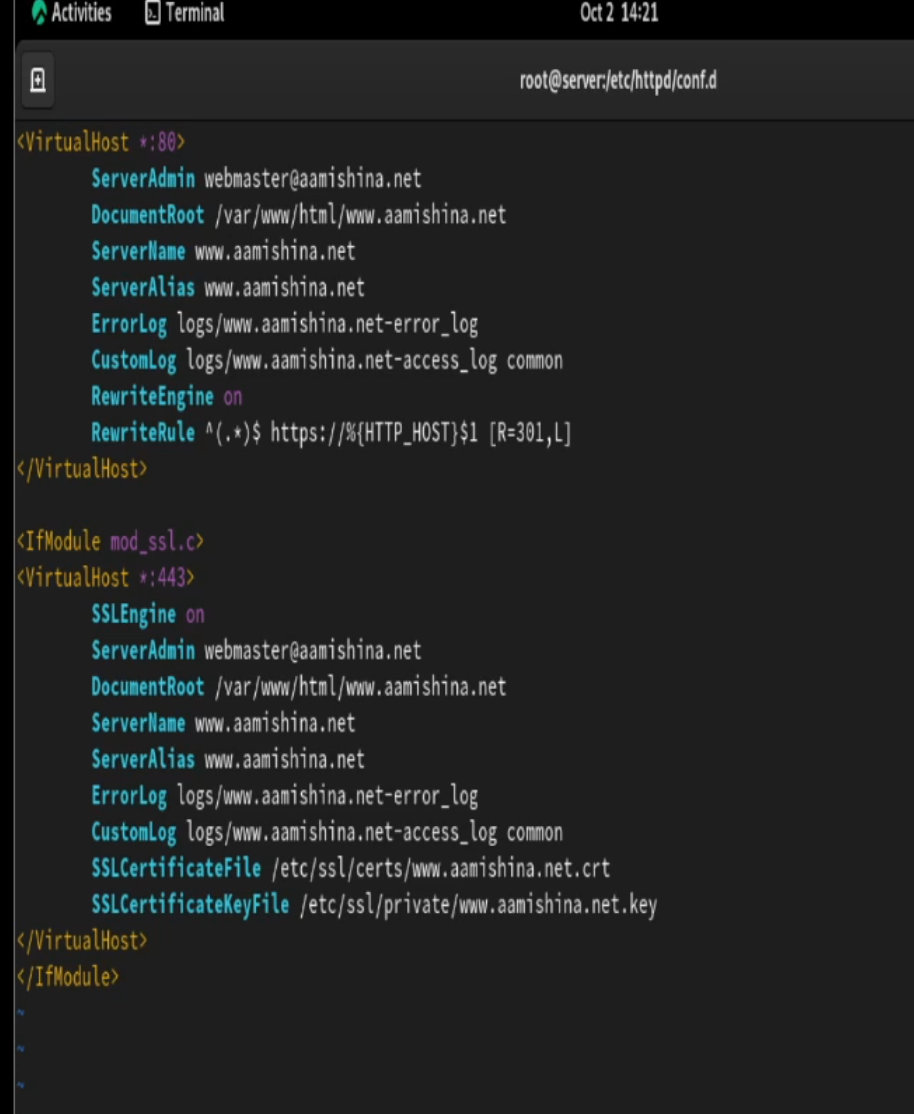 Activities Terminal Oct 2 14:21
root@server:/etc/httpd/conf.d
<VirtualHost *:80>
ServerAdmin webmaster@aamishina.net
DocumentRoot /var/www/html/www.aamishina.net
ServerName www.aamishina.net
ServerAlias www.aamishina.net
ErrorLog logs/www.aamishina.net-error_log
CustomLog logs/www.aamishina.net-access_log common
RewriteEngine on
RewriteRule ^(.*)$ https://%{HTTP_HOST}$1 [R=301,L]
</VirtualHost>
<IfModule mod_ssl.c>
<VirtualHost *:443>
SSLEngine on
ServerAdmin webmaster@aamishina.net
DocumentRoot /var/www/html/www.aamishina.net
ServerName www.aamishina.net
ServerAlias www.aamishina.net
ErrorLog logs/www.aamishina.net-error_log
CustomLog logs/www.aamishina.net-access_log common
SSLCertificateFile /etc/ssl/certs/www.aamishina.net.crt
SSLCertificateKeyFile /etc/ssl/private/www.aamishina.net.key
</VirtualHost>
</IfModule>
~
~
~